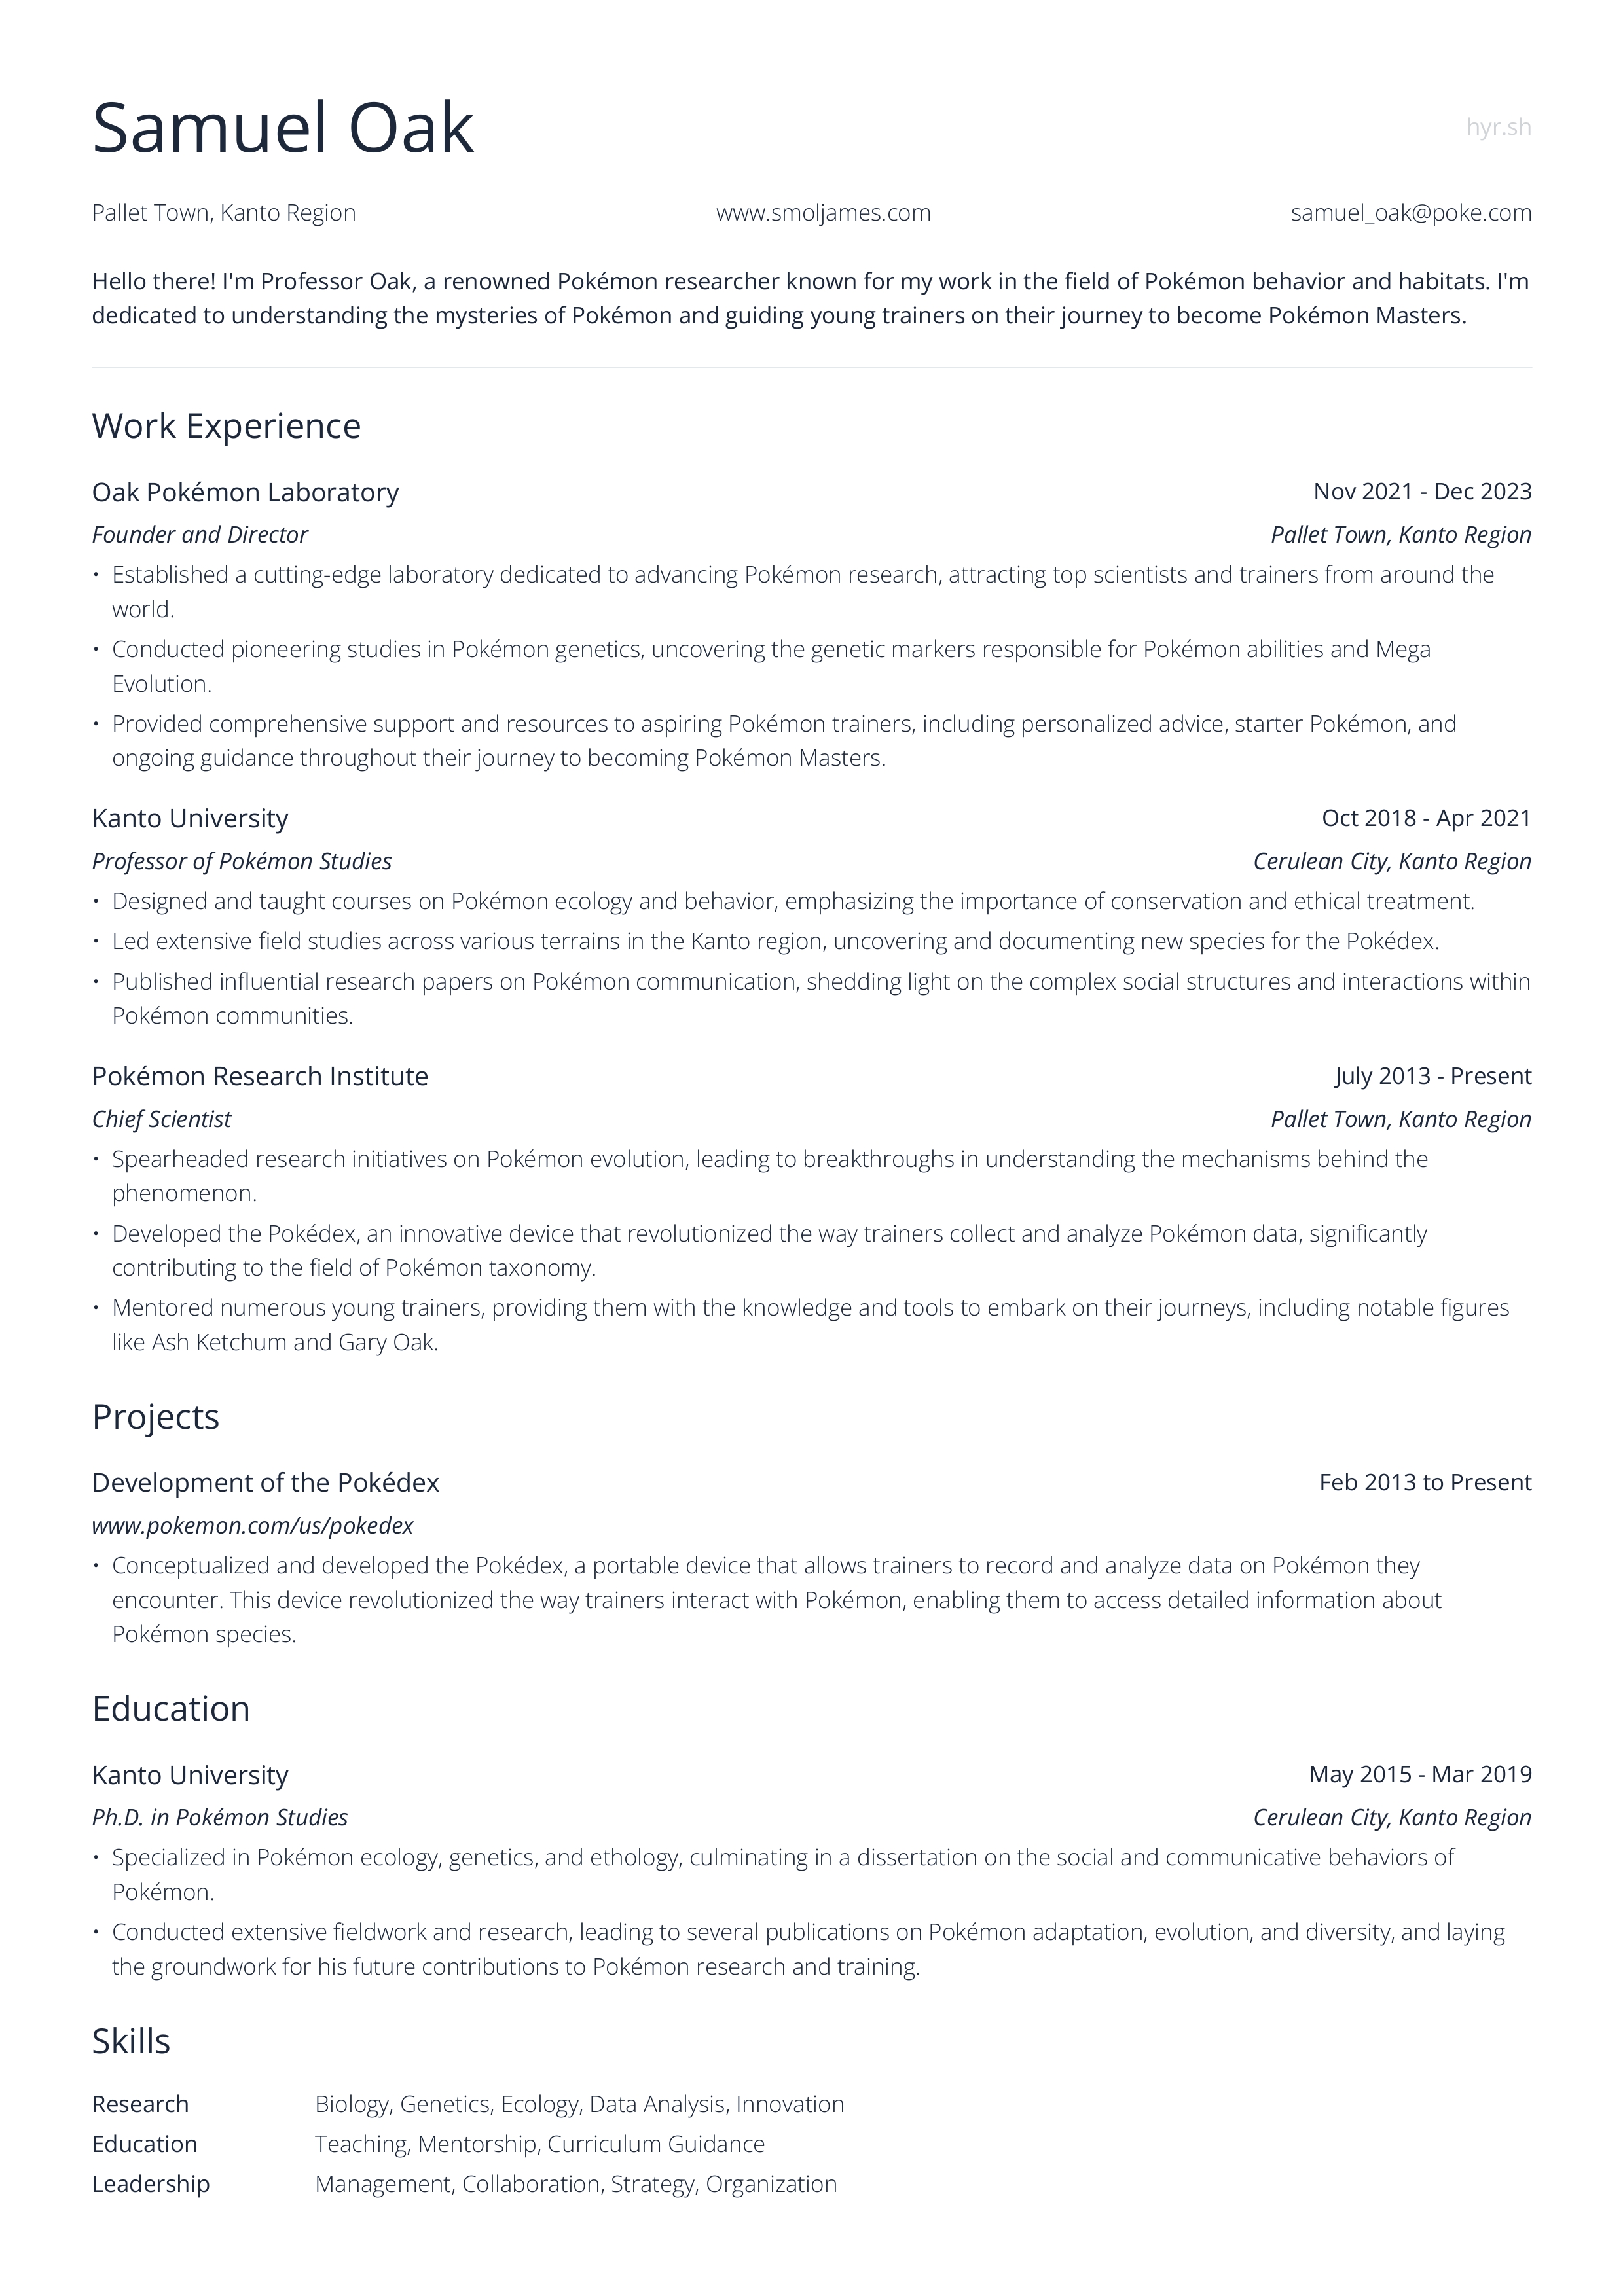 Samuel Oak
hyr.sh
Pallet Town, Kanto Region
www.smoljames.com
samuel_oak@poke.com
Hello there! I'm Professor Oak, a renowned Pokémon researcher known for my work in the field of Pokémon behavior and habitats. I'm
dedicated to understanding the mysteries of Pokémon and guiding young trainers on their journey to become Pokémon Masters.
Work Experience
Oak Pokémon Laboratory
Nov 2021 - Dec 2023
Founder and Director
Pallet Town, Kanto Region
• Established a cutting-edge laboratory dedicated to advancing Pokémon research, attracting top scientists and trainers from around the
world.
• Conducted pioneering studies in Pokémon genetics, uncovering the genetic markers responsible for Pokémon abilities and Mega
Evolution.
• Provided comprehensive support and resources to aspiring Pokémon trainers, including personalized advice, starter Pokémon, and
ongoing guidance throughout their journey to becoming Pokémon Masters.
Kanto University
Oct 2018 - Apr 2021
Professor of Pokémon Studies
Cerulean City, Kanto Region
• Designed and taught courses on Pokémon ecology and behavior, emphasizing the importance of conservation and ethical treatment.
• Led extensive field studies across various terrains in the Kanto region, uncovering and documenting new species for the Pokédex.
• Published influential research papers on Pokémon communication, shedding light on the complex social structures and interactions within
Pokémon communities.
Pokémon Research Institute
July 2013 - Present
Chief Scientist
Pallet Town, Kanto Region
• Spearheaded research initiatives on Pokémon evolution, leading to breakthroughs in understanding the mechanisms behind the
phenomenon.
• Developed the Pokédex, an innovative device that revolutionized the way trainers collect and analyze Pokémon data, significantly
contributing to the field of Pokémon taxonomy.
• Mentored numerous young trainers, providing them with the knowledge and tools to embark on their journeys, including notable figures
like Ash Ketchum and Gary Oak.
Projects
Development of the Pokédex
Feb 2013 to Present
www.pokemon.com/us/pokedex
• Conceptualized and developed the Pokédex, a portable device that allows trainers to record and analyze data on Pokémon they
encounter. This device revolutionized the way trainers interact with Pokémon, enabling them to access detailed information about
Pokémon species.
Education
Kanto University
May 2015 - Mar 2019
Ph.D. in Pokémon Studies
Cerulean City, Kanto Region
• Specialized in Pokémon ecology, genetics, and ethology, culminating in a dissertation on the social and communicative behaviors of
Pokémon.
• Conducted extensive fieldwork and research, leading to several publications on Pokémon adaptation, evolution, and diversity, and laying
the groundwork for his future contributions to Pokémon research and training.
Skills
Research Biology, Genetics, Ecology, Data Analysis, Innovation
Education Teaching, Mentorship, Curriculum Guidance
Leadership Management, Collaboration, Strategy, Organization